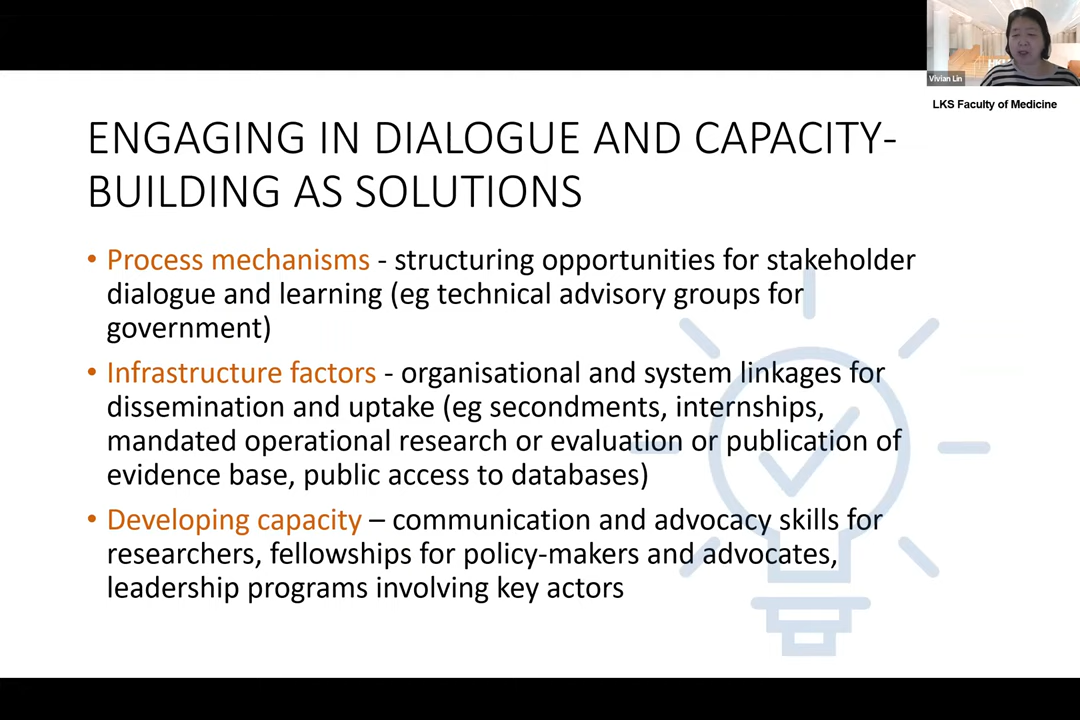 Vivian Lin
LKS Faculty of Medicine
ENGAGING IN DIALOGUE AND CAPACITY-
BUILDING AS SOLUTIONS
• Process mechanisms - structuring opportunities for stakeholder
dialogue and learning (eg technical advisory groups for
government)
• Infrastructure factors - organisational and system linkages for
dissemination and uptake (eg secondments, internships,
mandated operational research or evaluation or publication of
evidence base, public access to databases)
• Developing capacity – communication and advocacy skills for
researchers, fellowships for policy-makers and advocates,
leadership programs involving key actors